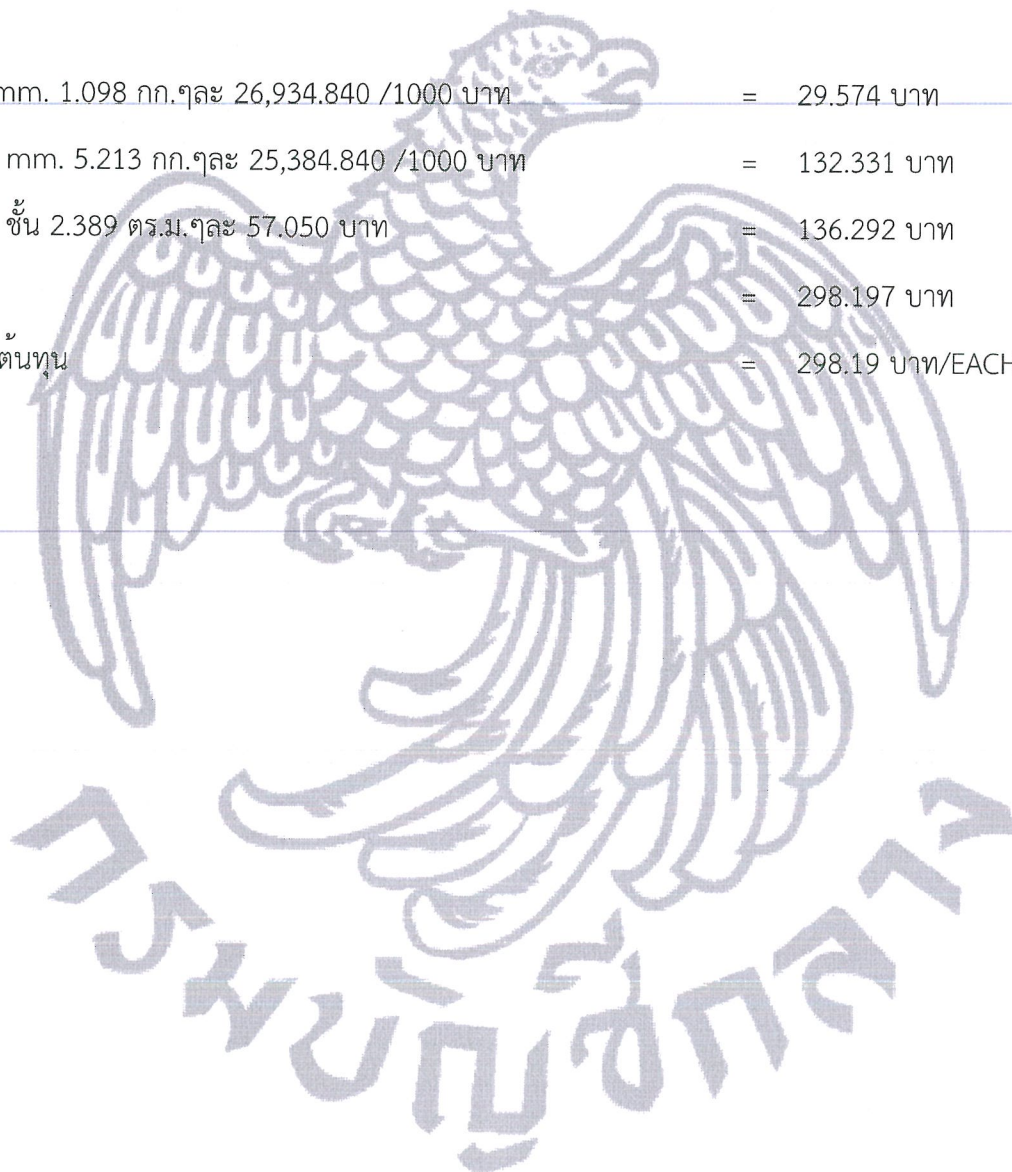 mm. 1.098 กก.ๆละ 26,934.840 /1000 บาท = 29.574 บาท
mm. 5.213 กก.ๆละ 25,384.840 /1000 บาท = 132.331 บาท
ชั้น 2.389 ตร.ม.ๆละ 57.050 บาท = 136.292 บาท
= 298.197 บาท
ต้นทุน = 298.19 บาท/EACH
กรมบัญชีกลาง